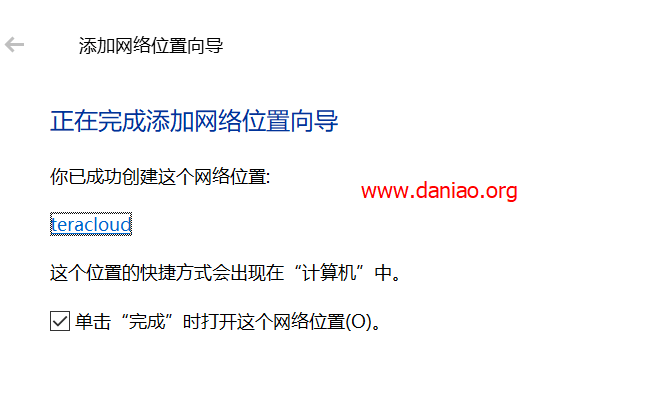 添加网络位置向导
正在完成添加网络位置向导
你已成功创建这个网络位置:
www.daniao.org
teracloud
这个位置的快捷方式会出现在“计算机”中。
单击“完成”时打开这个网络位置(O)。